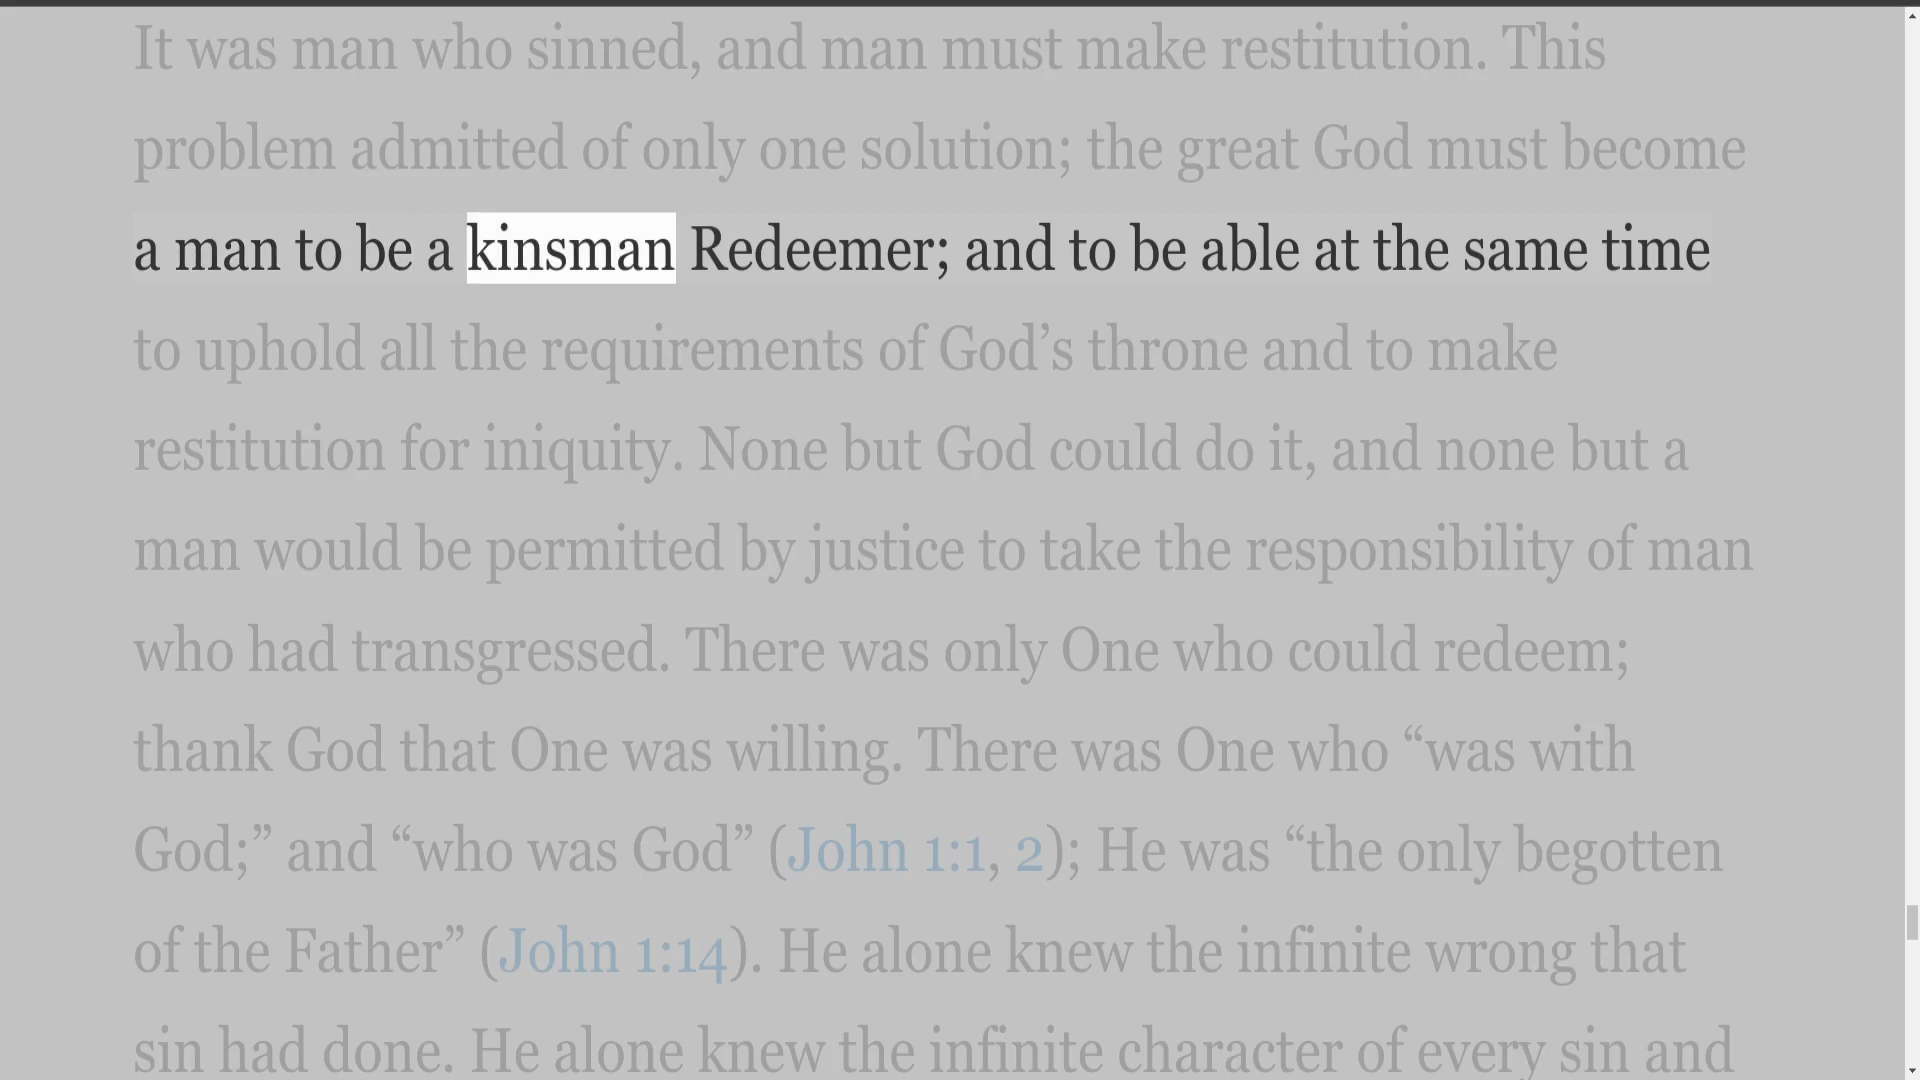 It was man who sinned, and man must make restitution. This
problem admitted of only one solution; the great God must become
a man to be a kinsman Redeemer; and to be able at the same time
to uphold all the requirements of God’s throne and to make
restitution for iniquity. None but God could do it, and none but a
man would be permitted by justice to take the responsibility of man
who had transgressed. There was only One who could redeem;
thank God that One was willing. There was One who “was with
God;” and “who was God” (John 1:1, 2); He was “the only begotten
of the Father” (John 1:14). He alone knew the infinite wrong that
sin had done. He alone knew the infinite character of every sin and